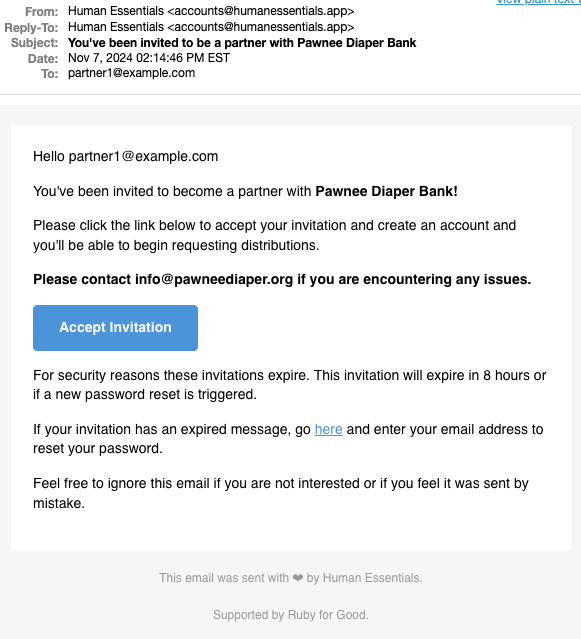 View plain text
From: Human Essentials <accounts@humanessentials.app>
Reply-To: Human Essentials <accounts@humanessentials.app>
Subject: You've been invited to be a partner with Pawnee Diaper Bank
Date: Nov 7, 2024 02:14:46 PM EST
To: partner1@example.com
Hello partner1@example.com
You've been invited to become a partner with Pawnee Diaper Bank!
Please click the link below to accept your invitation and create an account and
you'll be able to begin requesting distributions.
Please contact info@pawneediaper.org if you are encountering any issues.
Accept Invitation
For security reasons these invitations expire. This invitation will expire in 8 hours or
if a new password reset is triggered.
If your invitation has an expired message, go here and enter your email address to
reset your password.
Feel free to ignore this email if you are not interested or if you feel it was sent by
mistake.
This email was sent with ❤ by Human Essentials.
Supported by Ruby for Good.